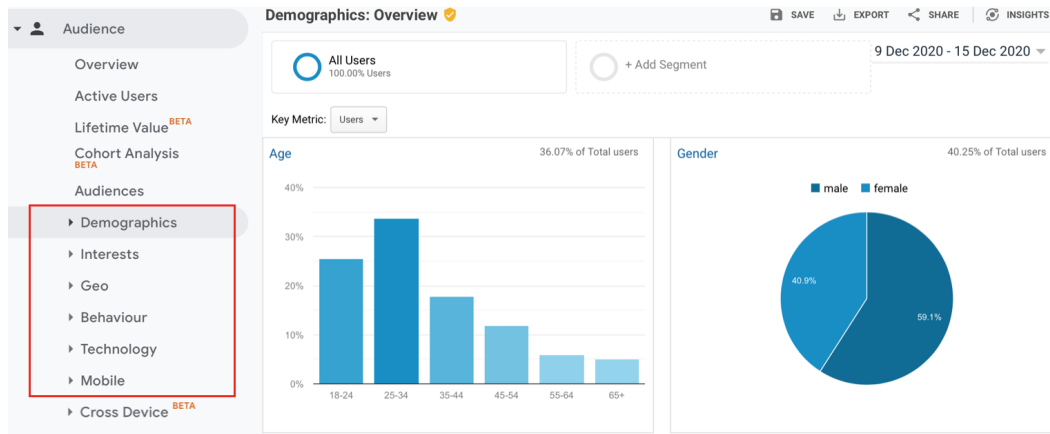 Audience
Overview
Active Users
Lifetime Value BETA
Cohort Analysis
BETA
Audiences
Demographics
Interests
Geo
Behaviour
Technology
Mobile
Cross Device BETA
Demographics: Overview
SAVE EXPORT SHARE INSIGHTS
All Users
100.00% Users
+ Add Segment
9 Dec 2020 - 15 Dec 2020
Key Metric: Users
Age 36.07% of Total users
40%
30%
20%
10%
0%
18-24 25-34 35-44 45-54 55-64 65+
Gender 40.25% of Total users
male female
40.9%
59.1%